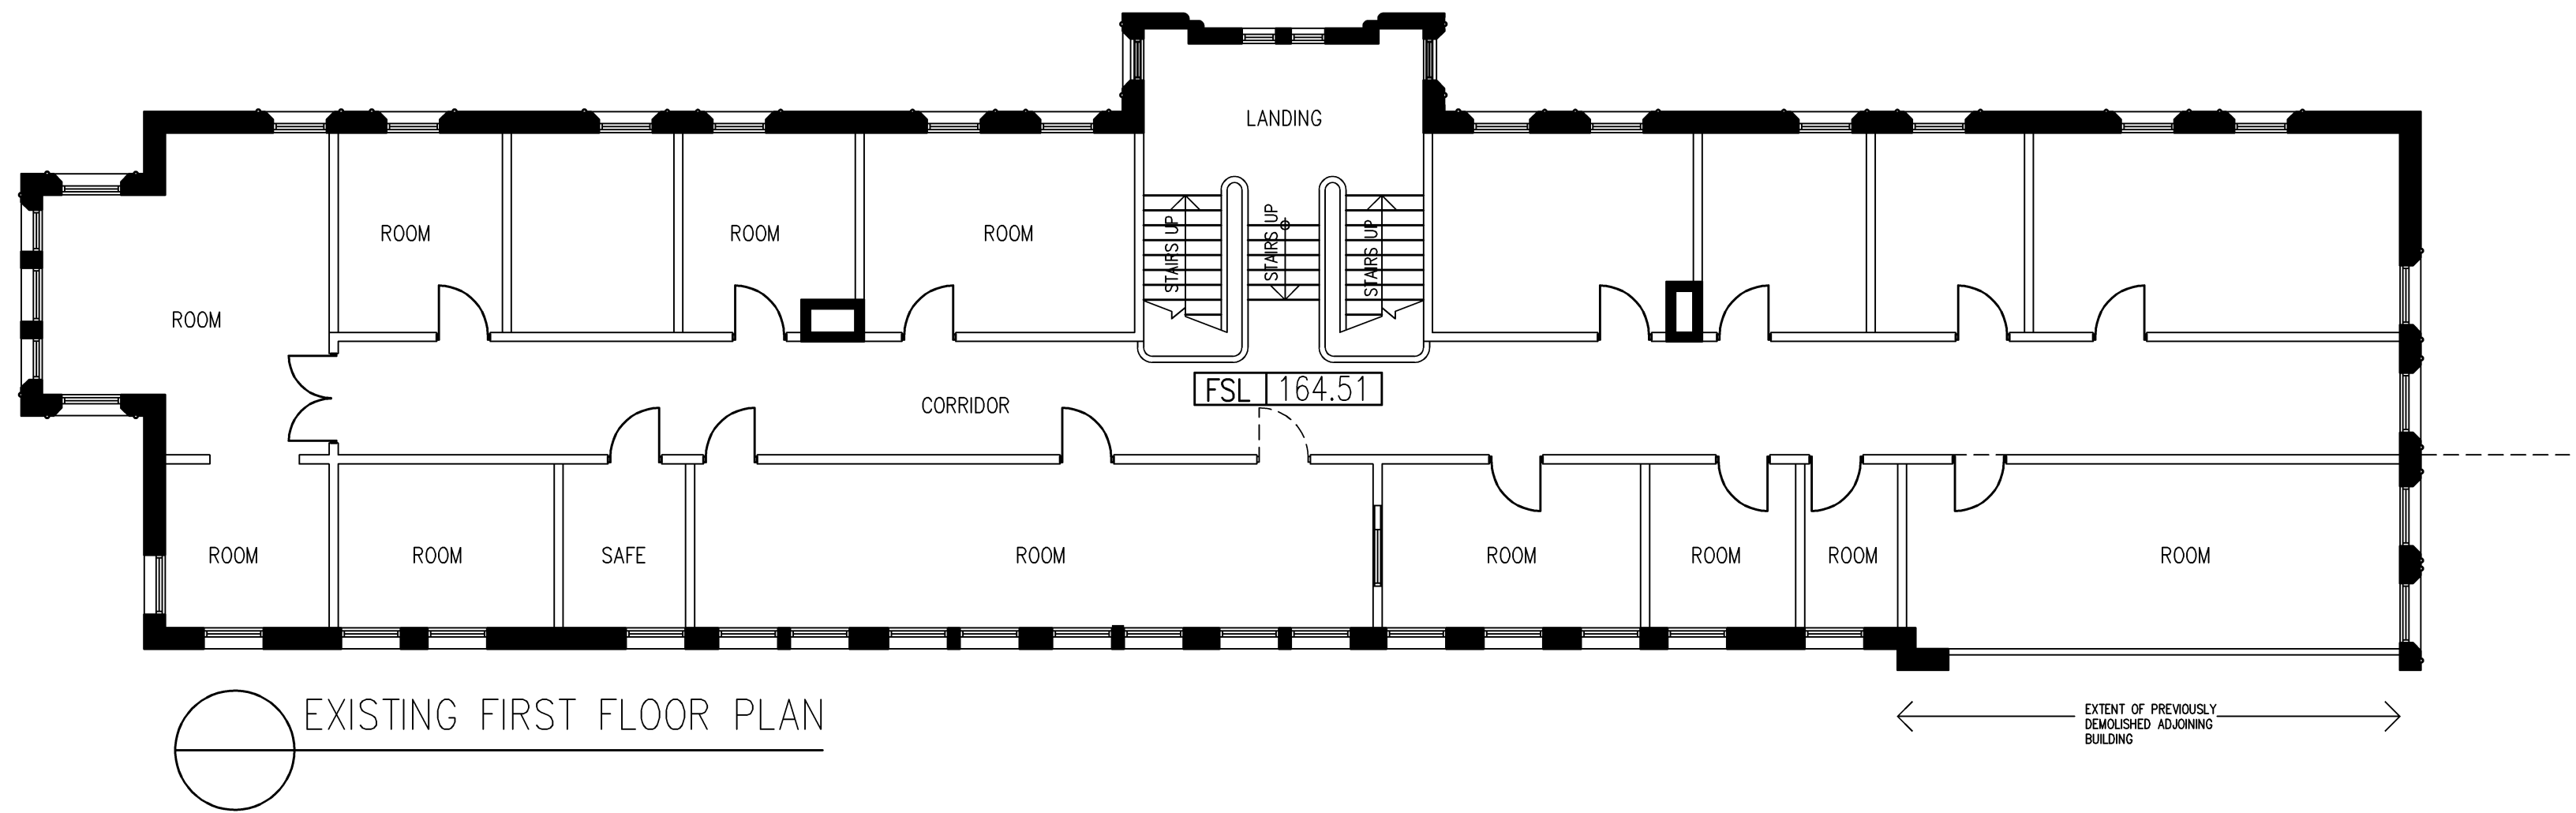 LANDING
ROOM
ROOM
ROOM
STAIRS UP
STAIRS UP
STAIRS UP
ROOM
CORRIDOR
FSL 164.51
ROOM
ROOM
SAFE
ROOM
ROOM
ROOM
ROOM
ROOM
EXISTING FIRST FLOOR PLAN
EXTENT OF PREVIOUSLY
DEMOLISHED ADJOINING
BUILDING